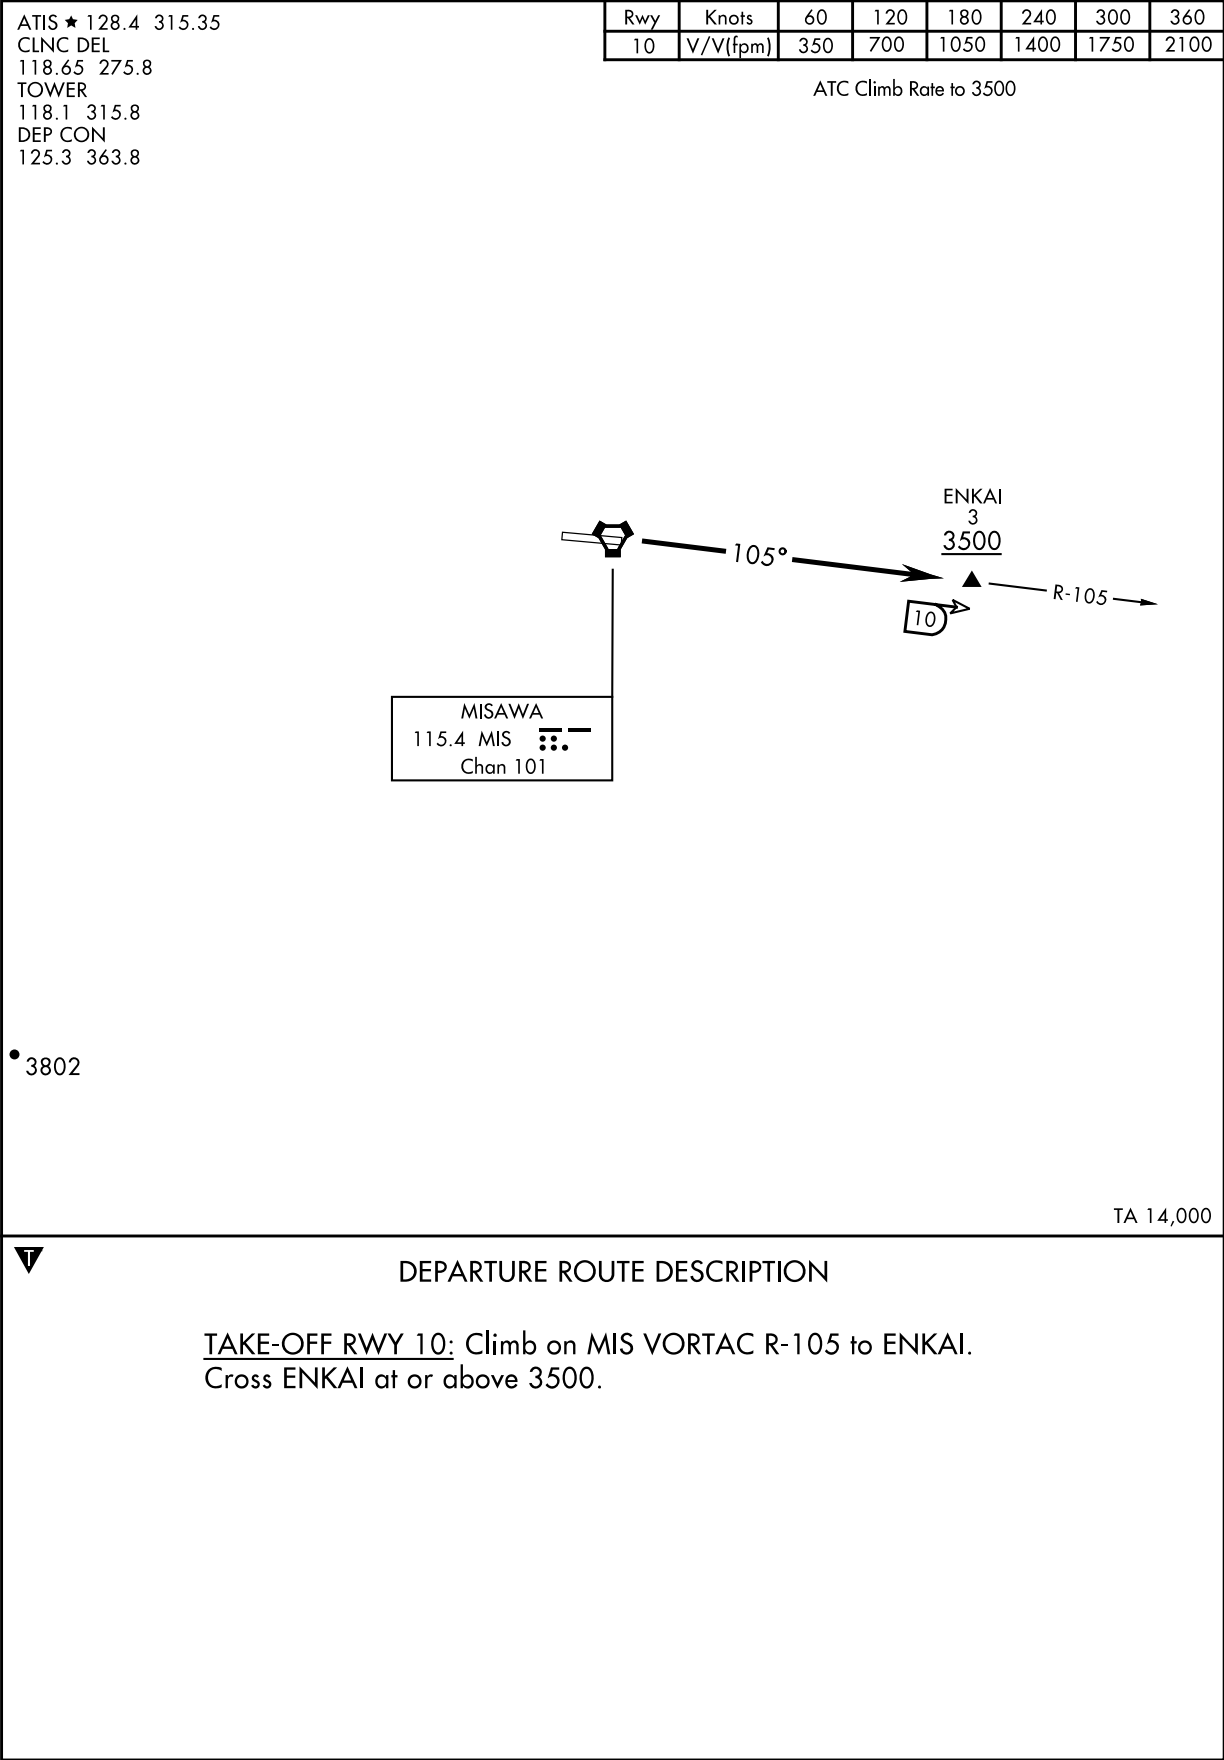 ATIS ★ 128.4 315.35
CLNC DEL
118.65 275.8
TOWER
118.1 315.8
DEP CON
125.3 363.8
Rwy Knots 60 120 180 240 300 360
10 V/V(fpm) 350 700 1050 1400 1750 2100
ATC Climb Rate to 3500
ENKAI
3
3500
105°
R-105
10
MISAWA
115.4 MIS
Chan 101
3802
TA 14,000
T
DEPARTURE ROUTE DESCRIPTION
TAKE-OFF RWY 10: Climb on MIS VORTAC R-105 to ENKAI.
Cross ENKAI at or above 3500.